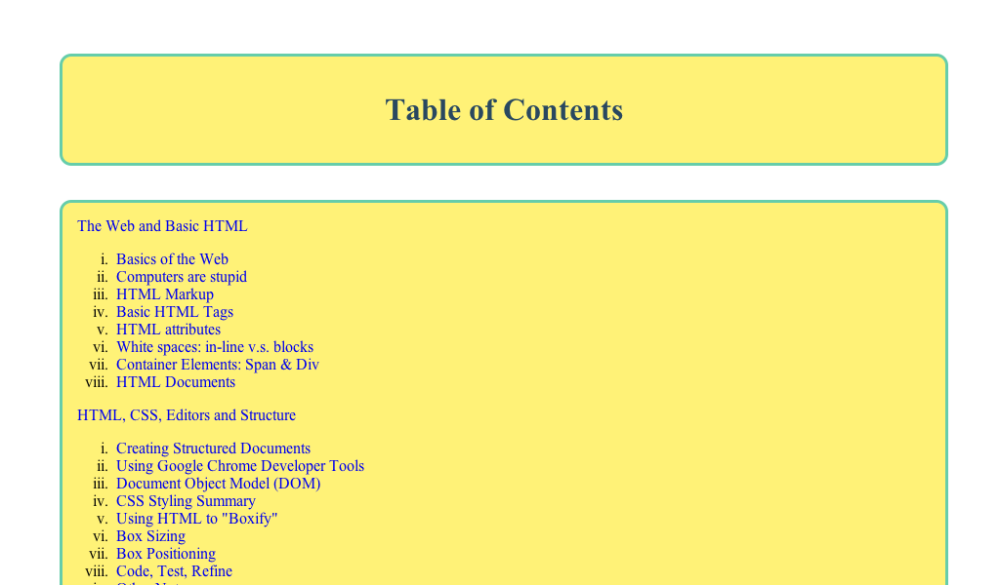 Table of Contents
The Web and Basic HTML
i. Basics of the Web
ii. Computers are stupid
iii. HTML Markup
iv. Basic HTML Tags
v. HTML attributes
vi. White spaces: in-line v.s. blocks
vii. Container Elements: Span & Div
viii. HTML Documents
HTML, CSS, Editors and Structure
i. Creating Structured Documents
ii. Using Google Chrome Developer Tools
iii. Document Object Model (DOM)
iv. CSS Styling Summary
v. Using HTML to "Boxify"
vi. Box Sizing
vii. Box Positioning
viii. Code, Test, Refine